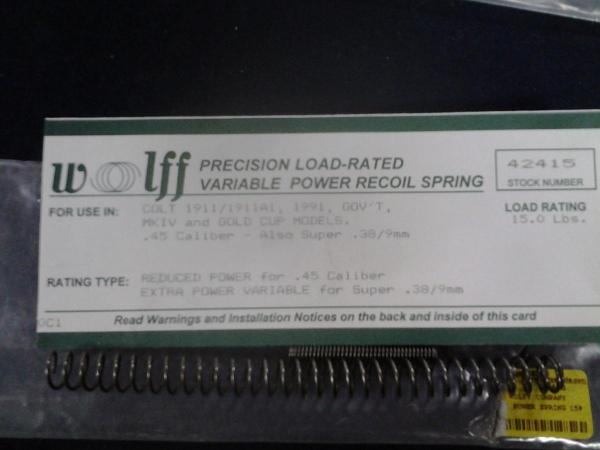 wolff
PRECISION LOAD-RATED
VARIABLE POWER RECOIL SPRING
42415
STOCK NUMBER
FOR USE IN: COLT 1911/1911A1, 1991, GOV'T,
MKIV and GOLD CUP MODELS.
.45 Caliber - Also Super .38/9mm
LOAD RATING
15.0 Lbs.
RATING TYPE: REDUCED POWER for .45 Caliber
EXTRA POWER VARIABLE for Super .38/9mm
Read Warnings and Installation Notices on the back and inside of this card
POWER SPRING 15#